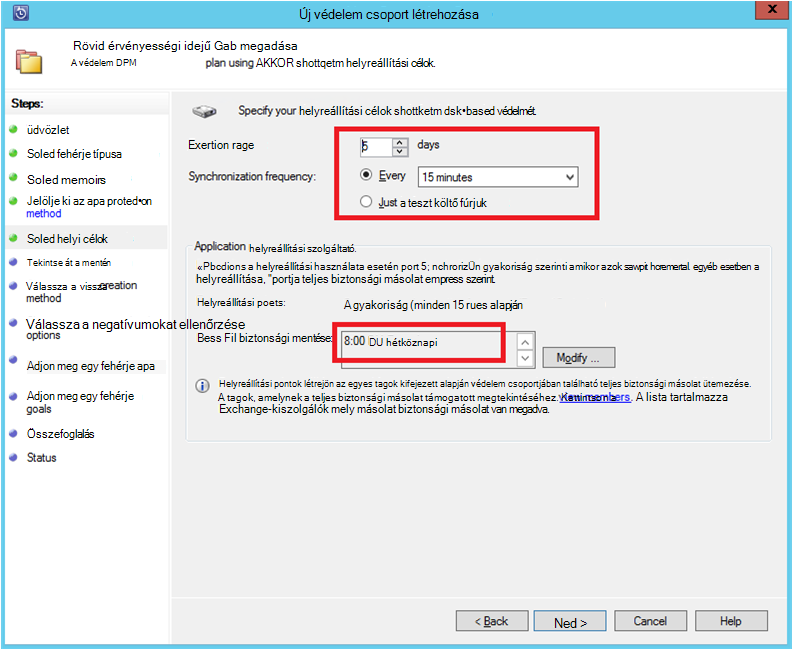 Új védelem csoport létrehozása
x
Rövid érvényességi idejű Gab megadása
A védelem DPM plan using AKKOR shottqetm helyreállítási célok.
Steps:
üdvözlet
Soled fehérje típusa
Soled memoirs
Jelölje ki az apa proted•on
method
Soled helyi célok
Tekintse át a mentén
Válassza a vissza creation
method
Válassza a negatívumokat ellenőrzése
options
Adjon meg egy fehérje apa
Adjon meg egy fehérje
goals
Összefoglalás
Status
Specify your helyreállítási célok shottketm dsk•based védelmét.
Exertion rage 5 days
Synchronization frequency: Every 15 minutes
Just a teszt költő fúrjuk
Application helyreállítási szolgáltató.
«Pbcdions a helyreállítási használata esetén port 5; nchrorizÜn gyakoriság szerinti amikor azok sawpit horemertal. egyéb esetben a
helyreállítása, "portja teljes biztonsági másolat empress szerint.
Helyreállítási poets: A gyakoriság (minden 15 rues alapján
Bess Fil biztonsági mentése: 8:00 DU hétköznapi
Modify ...
Helyreállítási pontok létrejön az egyes tagok kifejezett alapján védelem csoportjában található teljes biztonsági másolat ütemezése.
A tagok, amelynek a teljes biztonsági másolat támogatott megtekintéséhez. view members. A lista tartalmazza
Exchange-kiszolgálók mely másolat biztonsági másolat van megadva.
< Back Ned > Cancel Help